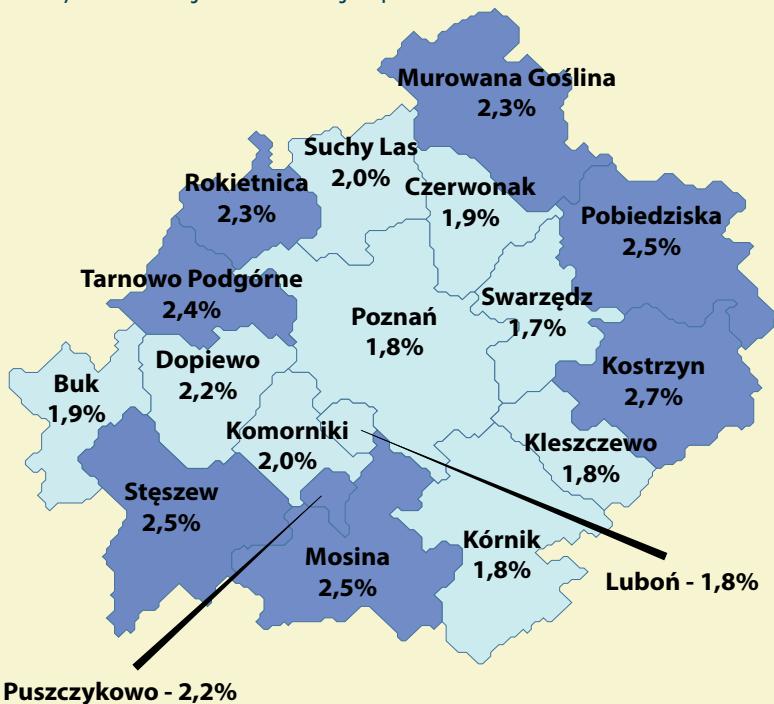 Murowana Goślina
2,3%
Suchy Las
2,0%
Rokietnica
2,3%
Czerwonak
1,9%
Pobiedziska
2,5%
Tarnowo Podgórne
2,4%
Swarzędz
1,7%
Poznań
1,8%
Dopiewo
2,2%
Kostrzyn
2,7%
Buk
1,9%
Komorniki
2,0%
Kleszczewo
1,8%
Stęszew
2,5%
Kórnik
1,8%
Mosina
2,5%
Luboń - 1,8%
Puszczykowo - 2,2%